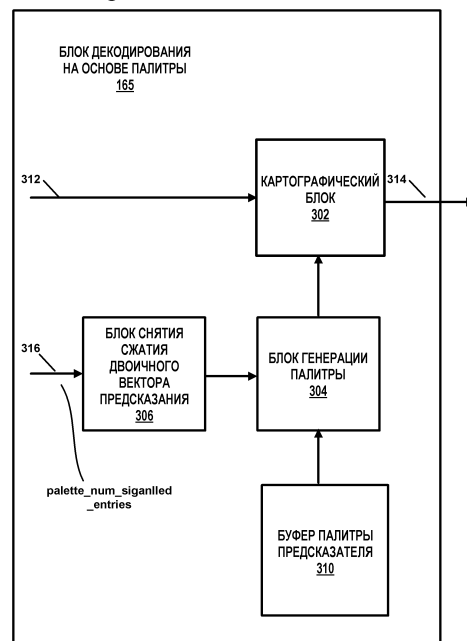 БЛОК ДЕКОДИРОВАНИЯ
НА ОСНОВЕ ПАЛИТРЫ
165
312
КАРТОГРАФИЧЕСКИЙ
БЛОК
302
314
316
БЛОК СНЯТИЯ
СЖАТИЯ
ДВОИЧНОГО
ВЕКТОРА
ПРЕДСКАЗАНИЯ
306
БЛОК ГЕНЕРАЦИИ
ПАЛИТРЫ
304
palette_num_siganlled
_entries
БУФЕР ПАЛИТРЫ
ПРЕДСКАЗАТЕЛЯ
310